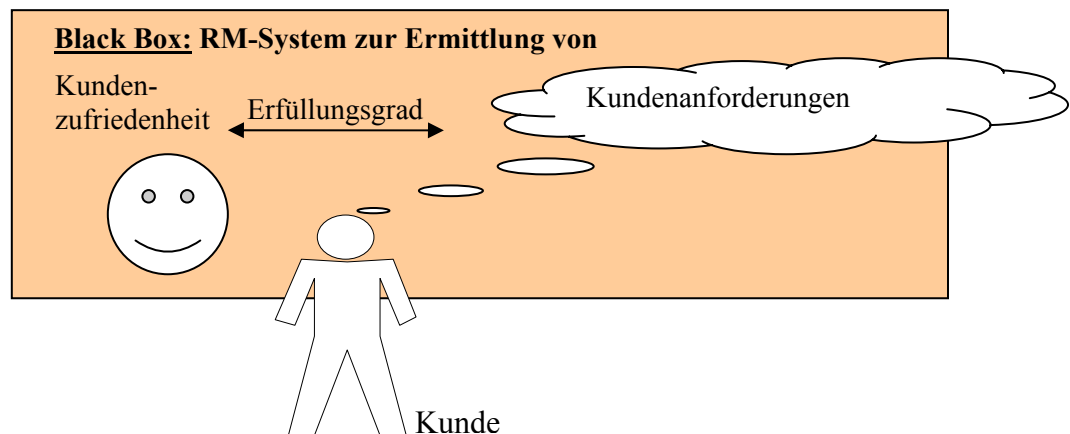 Black Box: RM-System zur Ermittlung von
Kunden-
zufriedenheit
Erfüllungsgrad
Kundenanforderungen
Kunde